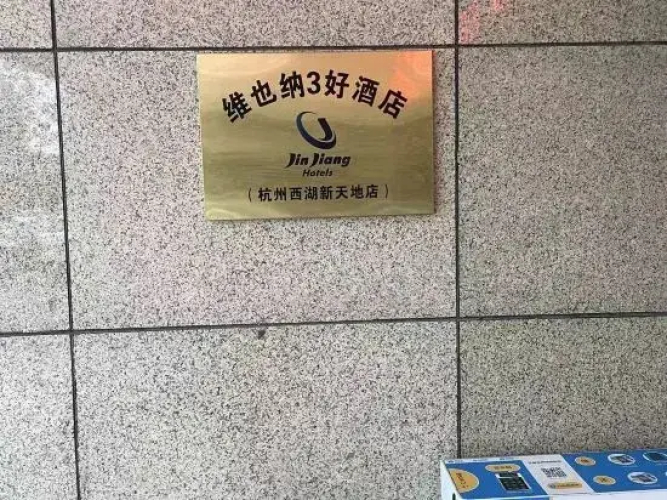 维也纳3好酒店
Jin Jiang
Hotels
（杭州西湖新天地店）